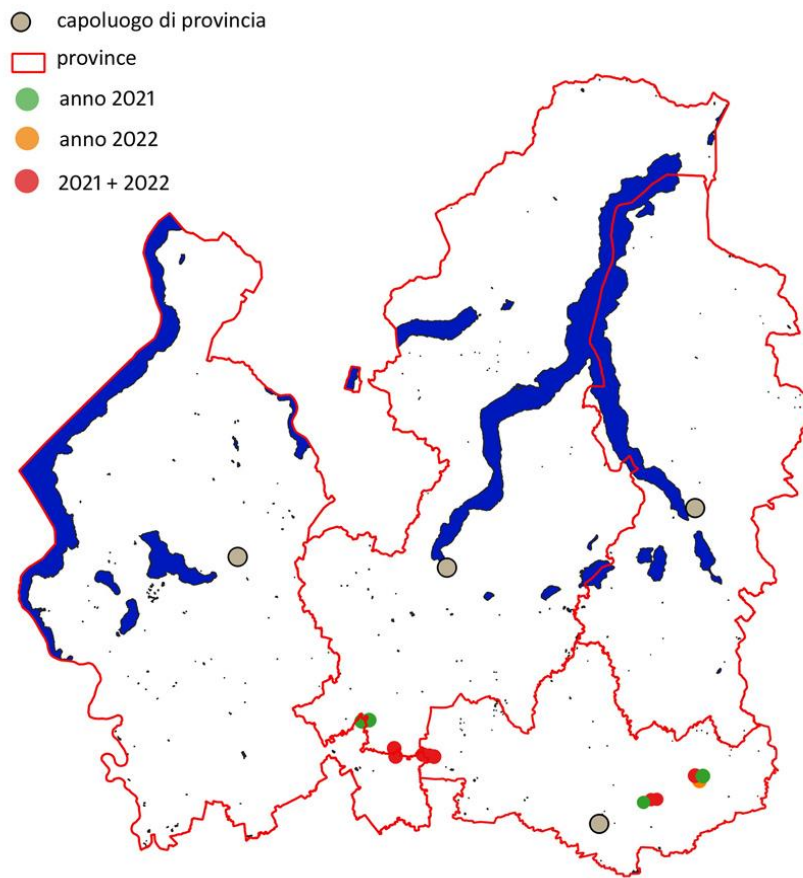 capoluogo di provincia
province
anno 2021
anno 2022
2021 + 2022